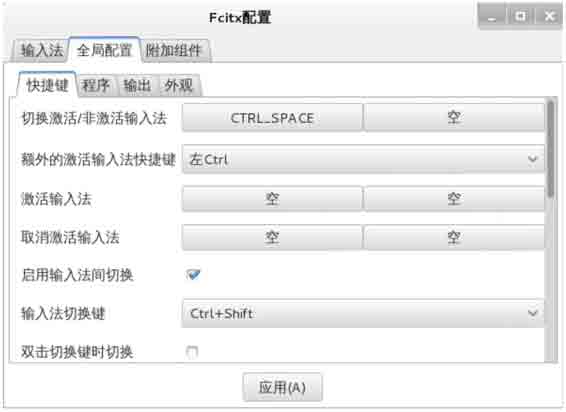 Fcitx配置
输入法 全局配置 附加组件
快捷键 程序 输出 外观
切换激活/非激活输入法 CTRL_SPACE 空
额外的激活输入法快捷键 左Ctrl
激活输入法 空 空
取消激活输入法 空 空
启用输入法间切换
输入法切换键 Ctrl+Shift
双击切换键时切换
应用(A)